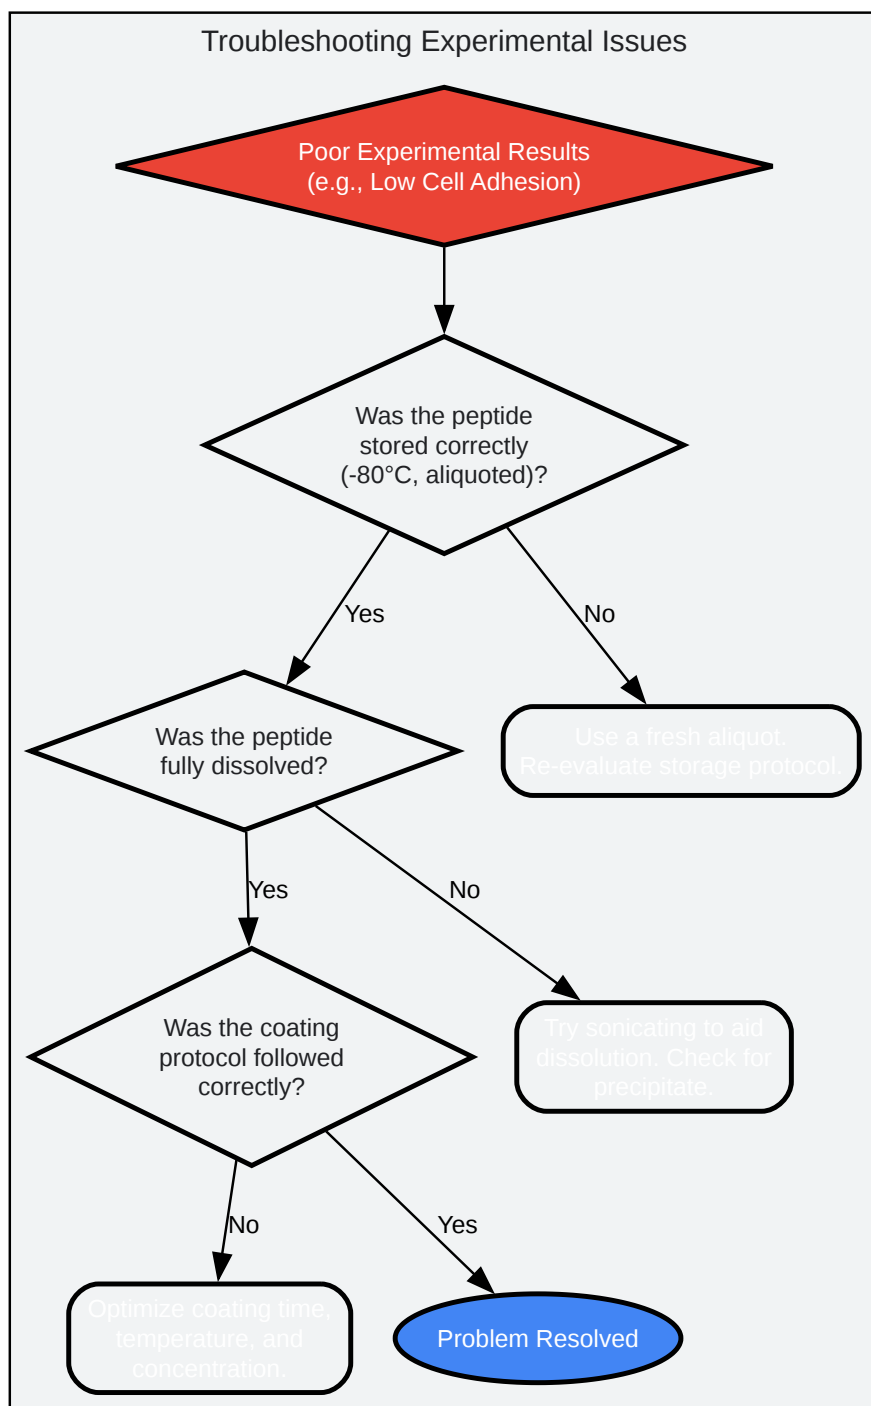 Troubleshooting Experimental Issues
Poor Experimental Results
(e.g., Low Cell Adhesion)
Was the peptide
stored correctly
(-80°C, aliquoted)?
Yes
No
Was the peptide
fully dissolved?
Use a fresh aliquot.
Re-evaluate storage protocol.
Yes
No
Was the coating
protocol followed
correctly?
Try sonicating to aid
dissolution. Check for
precipitate.
No
Yes
Optimize coating time,
temperature, and
concentration.
Problem Resolved